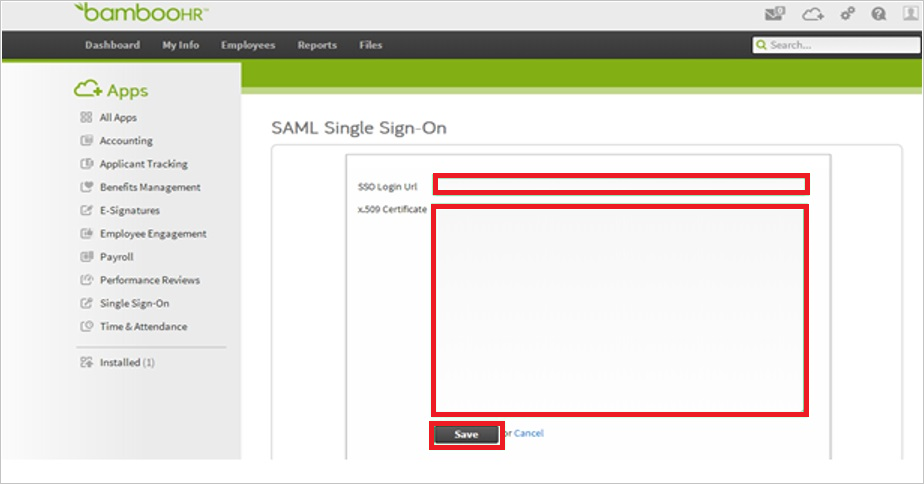 bambooHR
Dashboard My Info Employees Reports Files
Search...
Apps
All Apps
Accounting
Applicant Tracking
Benefits Management
E-Signatures
Employee Engagement
Payroll
Performance Reviews
Single Sign-On
Time & Attendance
Installed (1)
SAML Single Sign-On
SSO Login Url
x.509 Certificate
Save or Cancel